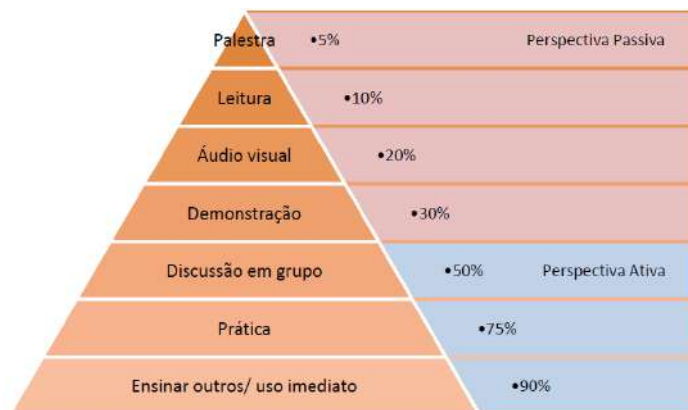 Palestra •5% Perspectiva Passiva
Leitura •10%
Áudio visual •20%
Demonstração •30%
Discussão em grupo •50% Perspectiva Ativa
Prática •75%
Ensinar outros/ uso imediato •90%